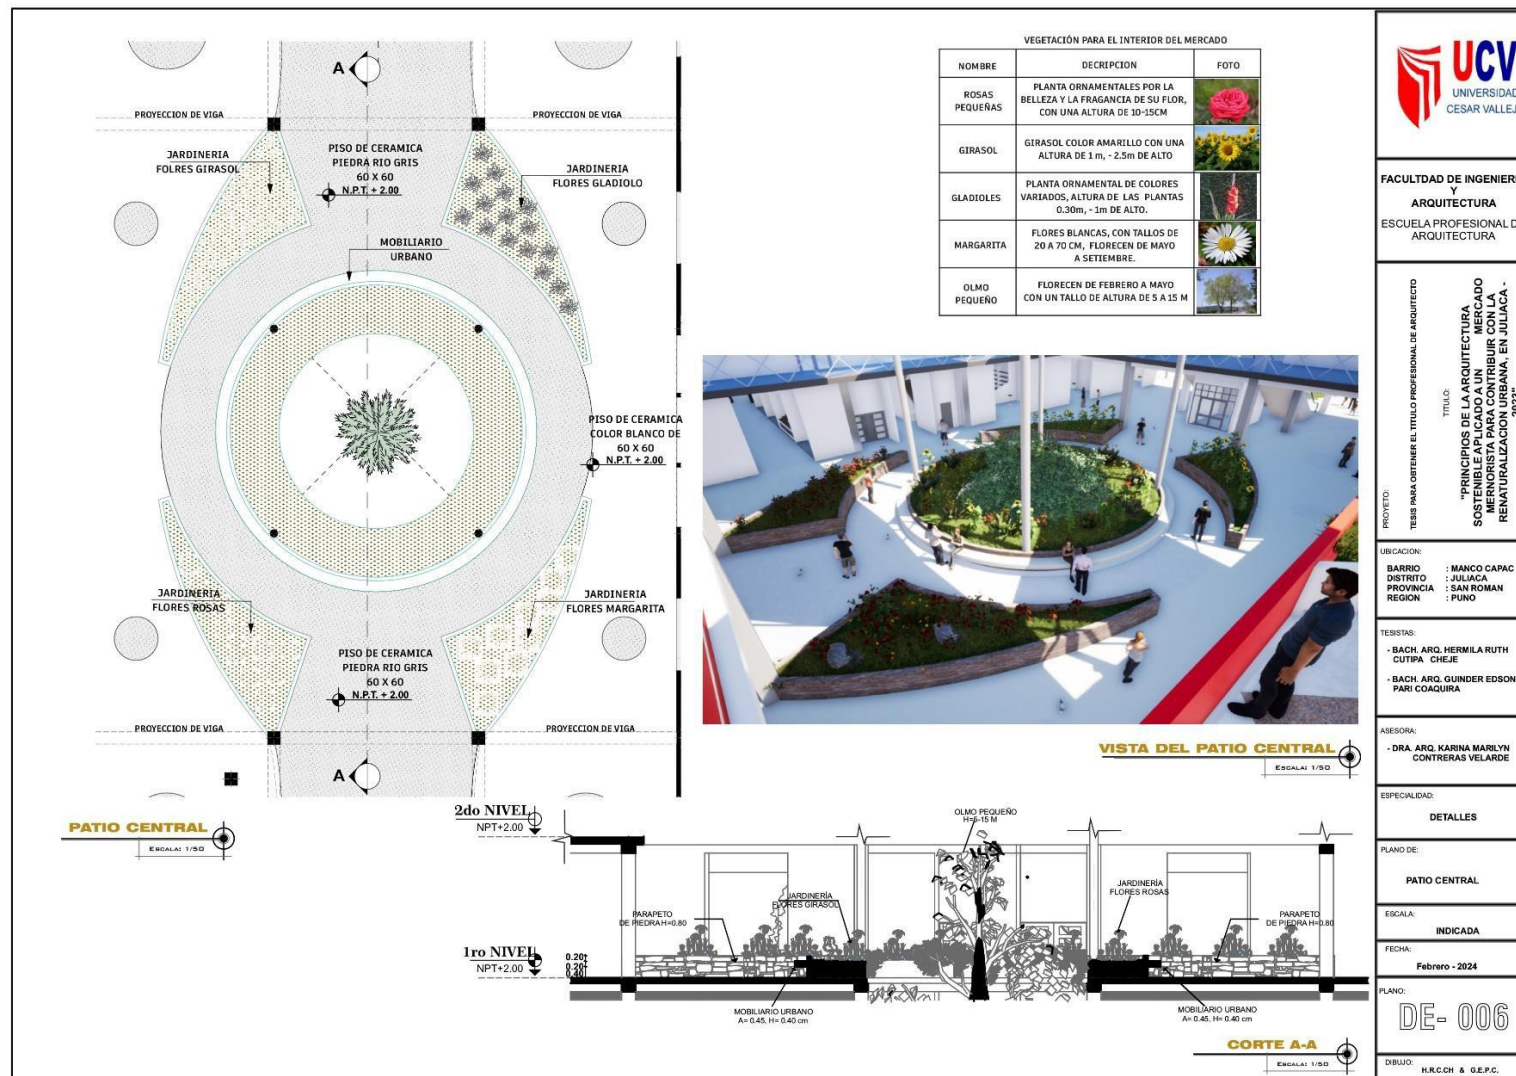 A
PROYECCION DE VIGA
PROYECCION DE VIGA
JARDINERIA
FOLRES GIRASOL
PISO DE CERAMICA
PIEDRA RIO GRIS
60 X 60
N.P.T. + 2.00
JARDINERIA
FLORES GLADIOLO
MOBILIARIO
URBANO
PISO DE CERAMICA
COLOR BLANCO DE
60 X 60
N.P.T. + 2.00
JARDINERIA
FLORES ROSAS
JARDINERIA
FLORES MARGARITA
PISO DE CERAMICA
PIEDRA RIO GRIS
60 X 60
N.P.T. + 2.00
PROYECCION DE VIGA
PROYECCION DE VIGA
A
PATIO CENTRAL
ESCALA: 1/50
VEGETACIÓN PARA EL INTERIOR DEL MERCADO
NOMBRE DECRIPCION FOTO
ROSAS
PEQUEÑAS
PLANTA ORNAMENTALES POR LA
BELLEZA Y LA FRAGANCIA DE SU FLOR,
CON UNA ALTURA DE 10-15CM
GIRASOL
GIRASOL COLOR AMARILLO CON UNA
ALTURA DE 1 m, - 2.5m DE ALTO
GLADIOLES
PLANTA ORNAMENTAL DE COLORES
VARIADOS, ALTURA DE LAS PLANTAS
0.30m, - 1m DE ALTO.
MARGARITA
FLORES BLANCAS, CON TALLOS DE
20 A 70 CM, FLORECEN DE MAYO
A SETIEMBRE.
OLMO
PEQUEÑO
FLORECEN DE FEBRERO A MAYO
CON UN TALLO DE ALTURA DE 5 A 15 M
VISTA DEL PATIO CENTRAL
ESCALA: 1/50
2do NIVEL
NPT+2.00
1ro NIVEL
NPT+2.00
0.20
0.20
0.40
OLMO PEQUEÑO
H=5-15 M
JARDINERÍA
FLORES GIRASOL
PARAPETO
DE PIEDRA H=0.80
JARDINERÍA
FLORES ROSAS
PARAPETO
DE PIEDRA H=0.80
MOBILIARIO URBANO
A= 0.45, H= 0.40 cm
MOBILIARIO URBANO
A= 0.45, H= 0.40 cm
CORTE A-A
ESCALA: 1/50
UCV
UNIVERSIDAD
CESAR VALLEJ
FACULTDAD DE INGENIERI
Y
ARQUITECTURA
ESCUELA PROFESIONAL D
ARQUITECTURA
PROYETO:
TESIS PARA OBTENER EL TITULO PROFESIONAL DE ARQUITECTO
TITULO:
"PRINCIPIOS DE LA ARQUITECTURA
SOSTENIBLE APLICADO A UN MERCADO
MERNORISTA PARA CONTRIBUIR CON LA
RENATURALIZACION URBANA, EN JULIACA -
2023"
UBICACION:
BARRIO : MANCO CAPAC
DISTRITO : JULIACA
PROVINCIA : SAN ROMAN
REGION : PUNO
TESISTAS:
- BACH. ARQ. HERMILA RUTH
CUTIPA CHEJE
- BACH. ARQ. GUINDER EDSON
PARI COAQUIRA
ASESORA:
- DRA. ARQ. KARINA MARILYN
CONTRERAS VELARDE
ESPECIALIDAD:
DETALLES
PLANO DE:
PATIO CENTRAL
ESCALA:
INDICADA
FECHA:
Febrero - 2024
PLANO:
DE- 006
DIBUJO:
H.R.C.CH & G.E.P.C.